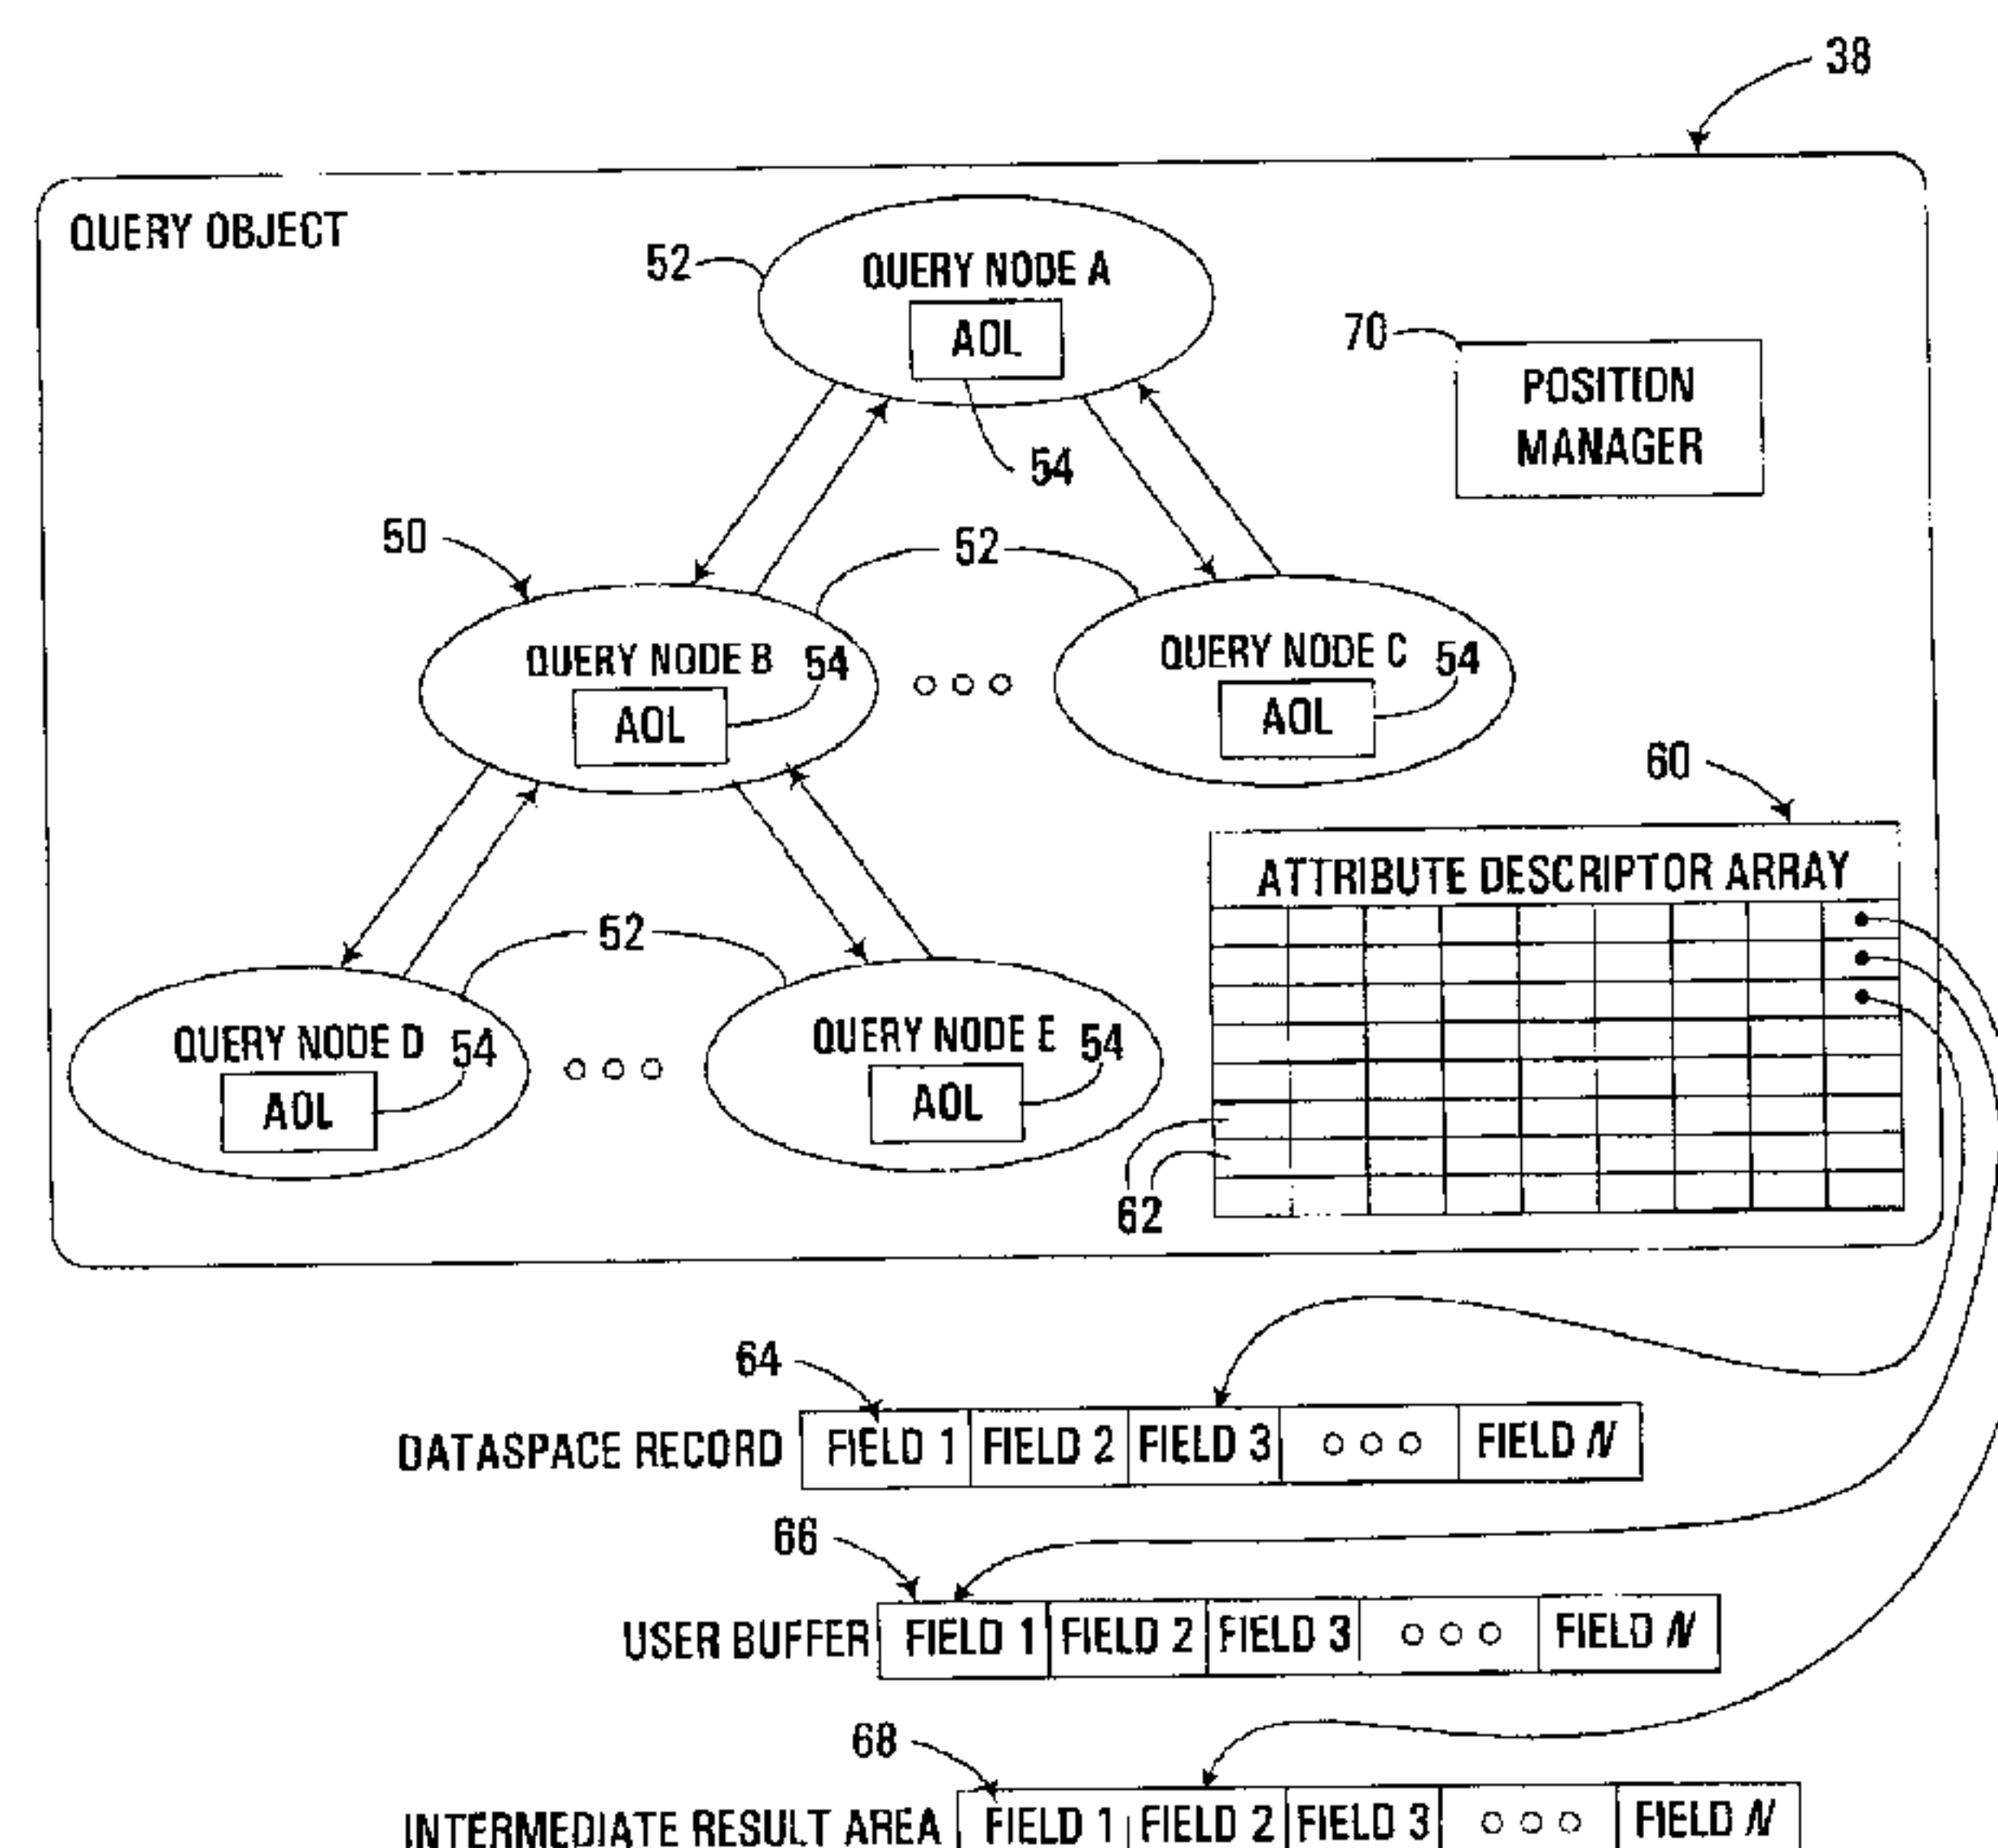 38
QUERY OBJECT
52
QUERY NODE A
AOL
54
70
POSITION
MANAGER
50
52
QUERY NODE B
54
AOL
QUERY NODE C
54
AOL
60
ATTRIBUTE DESCRIPTOR ARRAY
52
QUERY NODE D
54
AOL
QUERY NODE E
54
AOL
62
64
DATASPACE RECORD FIELD 1 FIELD 2 FIELD 3 FIELD N
66
USER BUFFER FIELD 1 FIELD 2 FIELD 3 FIELD N
68
INTERMEDIATE RESULT AREA FIELD 1 FIELD 2 FIELD 3 FIELD N